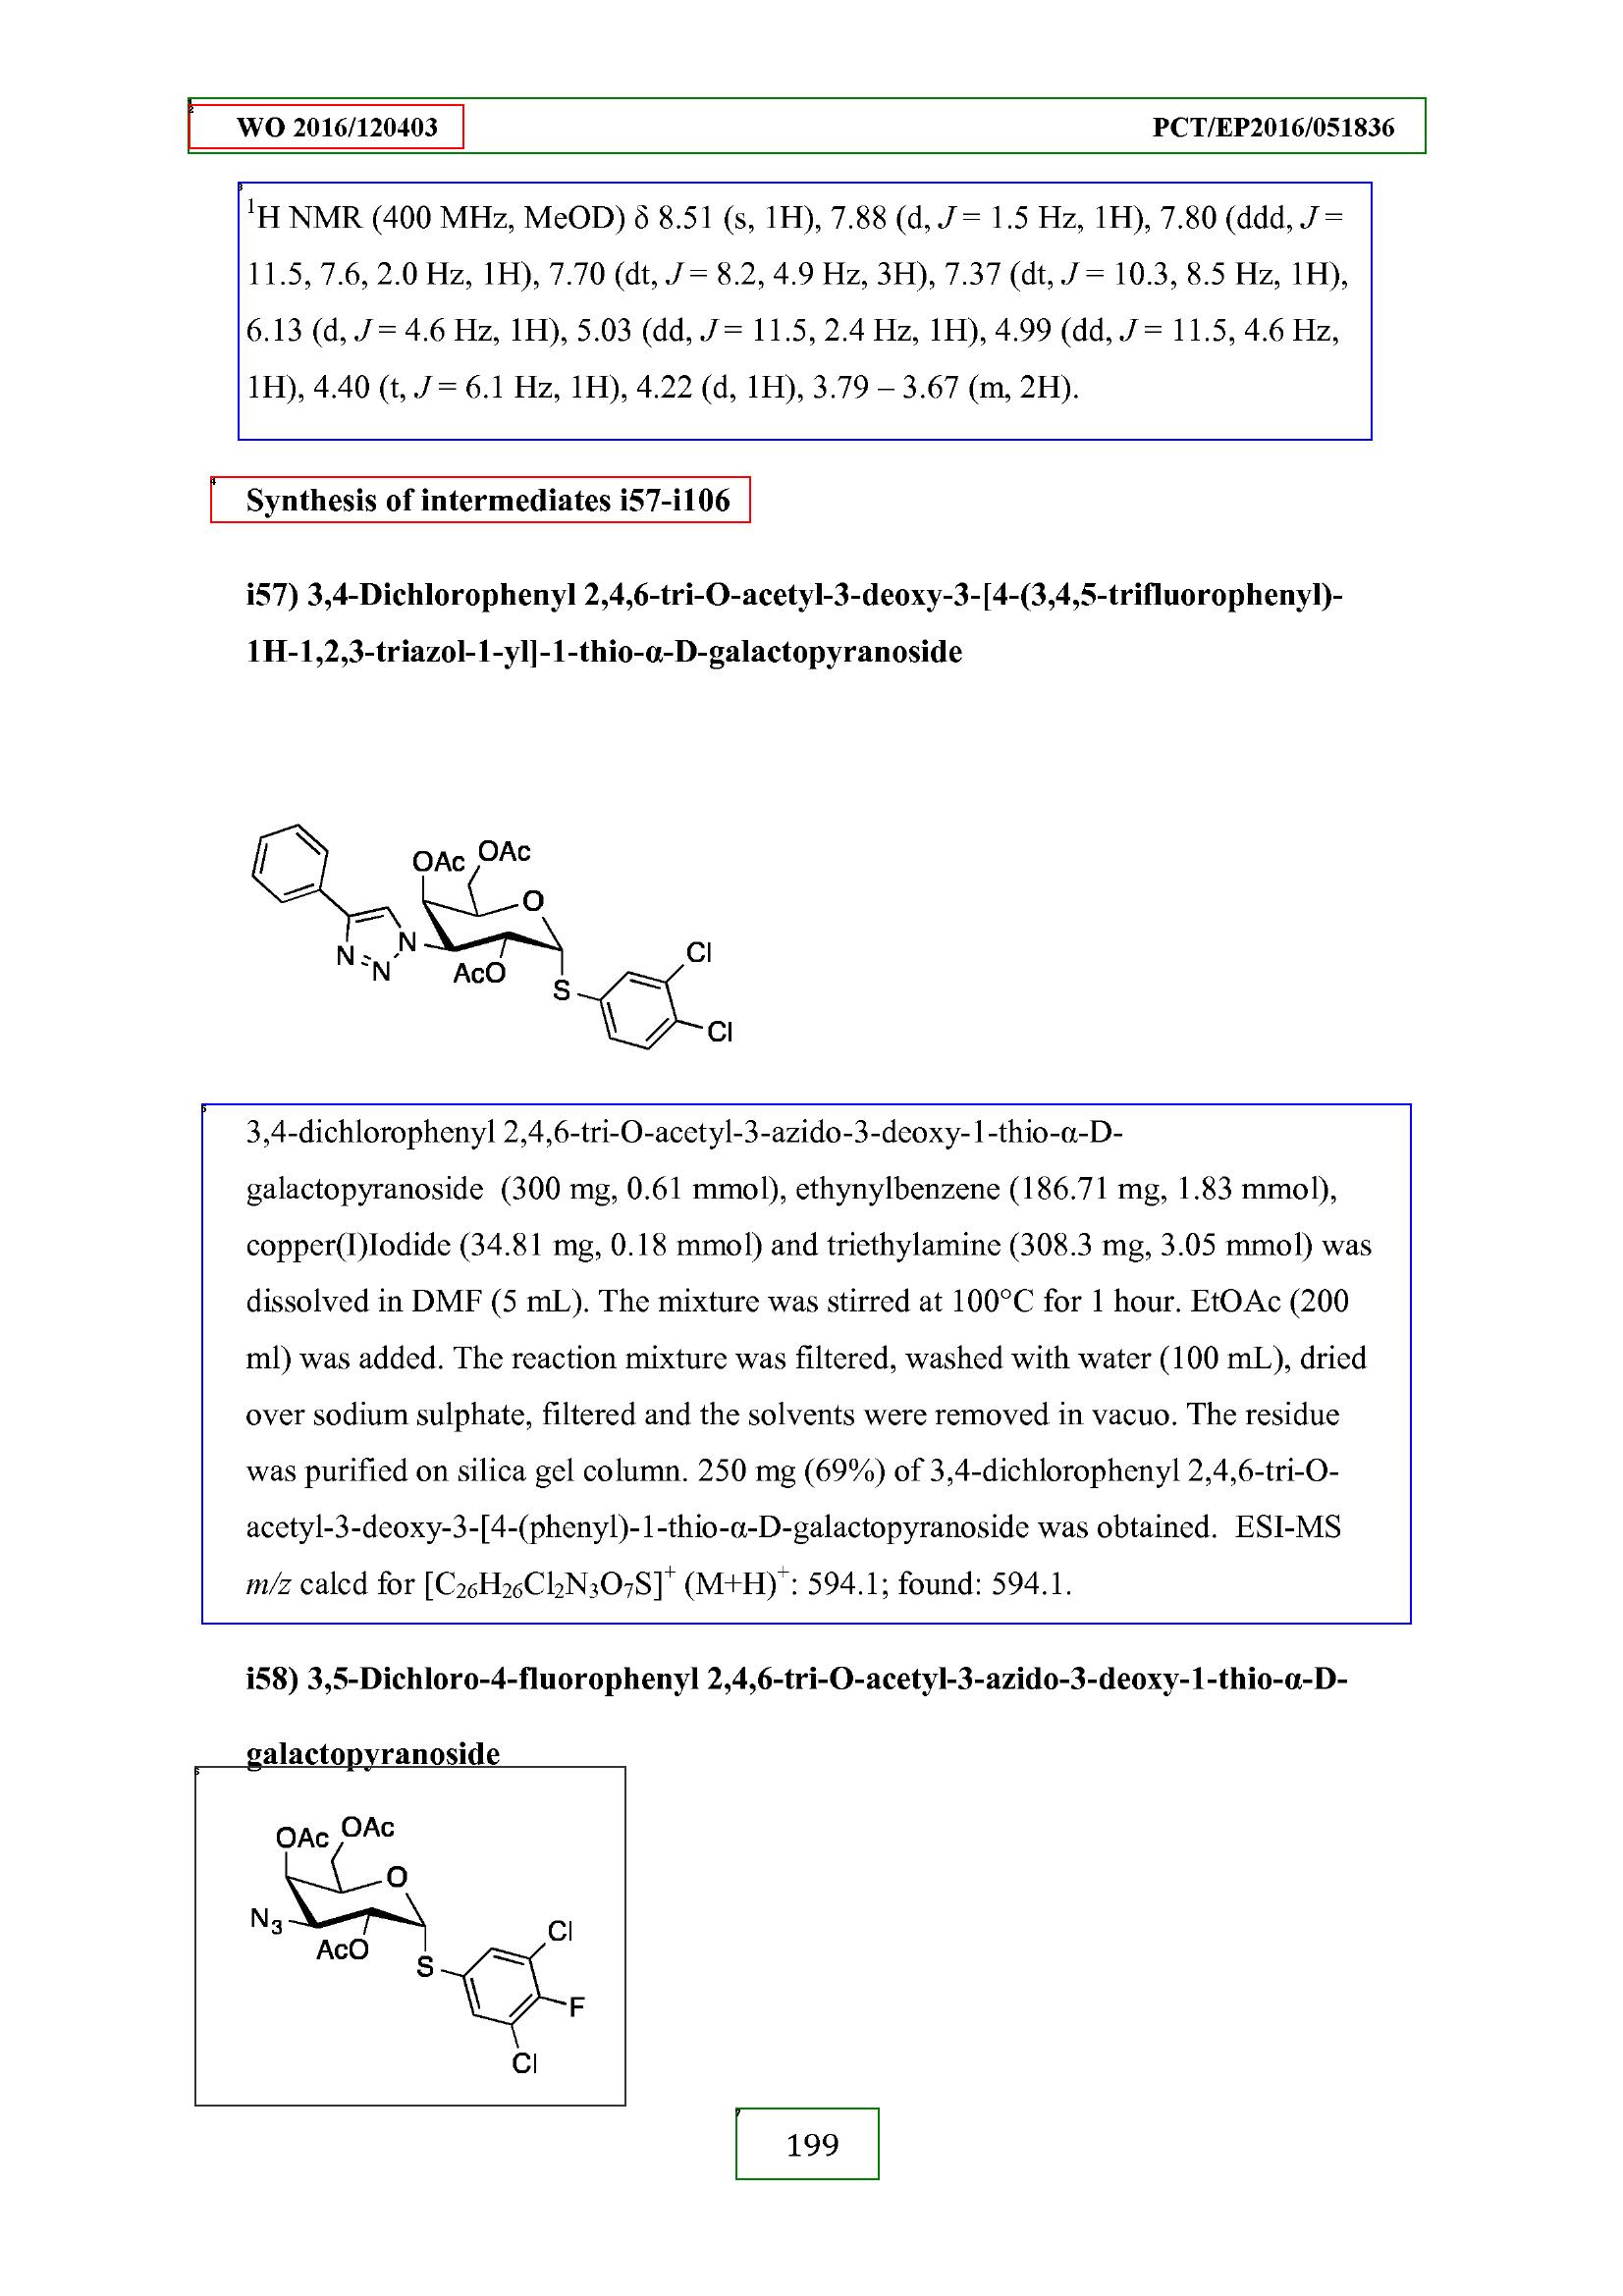 WO 2016/120403 PCT/EP2016/051836
¹H NMR (400 MHz, MeOD) δ 8.51 (s, 1H), 7.88 (d, J = 1.5 Hz, 1H), 7.80 (ddd, J =
11.5, 7.6, 2.0 Hz, 1H), 7.70 (dt, J = 8.2, 4.9 Hz, 3H), 7.37 (dt, J = 10.3, 8.5 Hz, 1H),
6.13 (d, J = 4.6 Hz, 1H), 5.03 (dd, J = 11.5, 2.4 Hz, 1H), 4.99 (dd, J = 11.5, 4.6 Hz,
1H), 4.40 (t, J = 6.1 Hz, 1H), 4.22 (d, 1H), 3.79 – 3.67 (m, 2H).
Synthesis of intermediates i57-i106
i57) 3,4-Dichlorophenyl 2,4,6-tri-O-acetyl-3-deoxy-3-[4-(3,4,5-trifluorophenyl)-
1H-1,2,3-triazol-1-yl]-1-thio-α-D-galactopyranoside
OAc OAc
O
N N N
AcO
S
Cl
Cl
3,4-dichlorophenyl 2,4,6-tri-O-acetyl-3-azido-3-deoxy-1-thio-α-D-
galactopyranoside (300 mg, 0.61 mmol), ethynylbenzene (186.71 mg, 1.83 mmol),
copper(I)Iodide (34.81 mg, 0.18 mmol) and triethylamine (308.3 mg, 3.05 mmol) was
dissolved in DMF (5 mL). The mixture was stirred at 100°C for 1 hour. EtOAc (200
ml) was added. The reaction mixture was filtered, washed with water (100 mL), dried
over sodium sulphate, filtered and the solvents were removed in vacuo. The residue
was purified on silica gel column. 250 mg (69%) of 3,4-dichlorophenyl 2,4,6-tri-O-
acetyl-3-deoxy-3-[4-(phenyl)-1-thio-α-D-galactopyranoside was obtained. ESI-MS
m/z calcd for [C₂₆H₂₆Cl₂N₃O₇S]⁺ (M+H)⁺: 594.1; found: 594.1.
i58) 3,5-Dichloro-4-fluorophenyl 2,4,6-tri-O-acetyl-3-azido-3-deoxy-1-thio-α-D-
galactopyranoside
OAc OAc
O
N₃
AcO
S
Cl
F
Cl
199